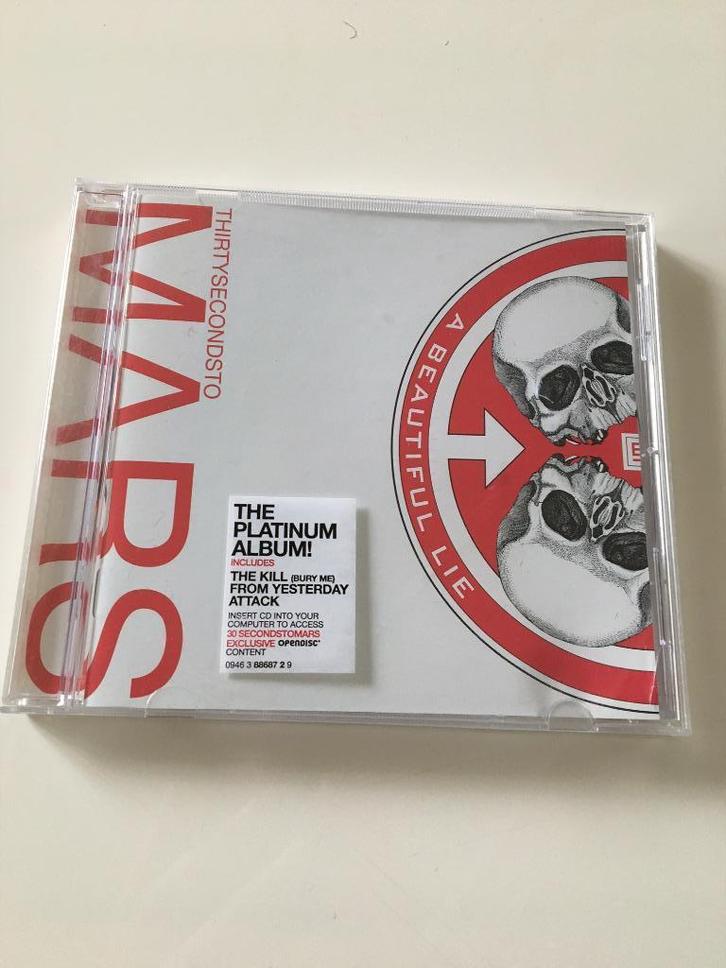 THIRTYSECONDSTO
MARS
MARS
A BEAUTIFUL LIE
THE
PLATINUM
ALBUM!
INCLUDES
THE KILL (BURY ME)
FROM YESTERDAY
ATTACK
INSERT CD INTO YOUR
COMPUTER TO ACCESS
30 SECONDSTOMARS
EXCLUSIVE OPENDISC
CONTENT
0946 3 88687 2 9